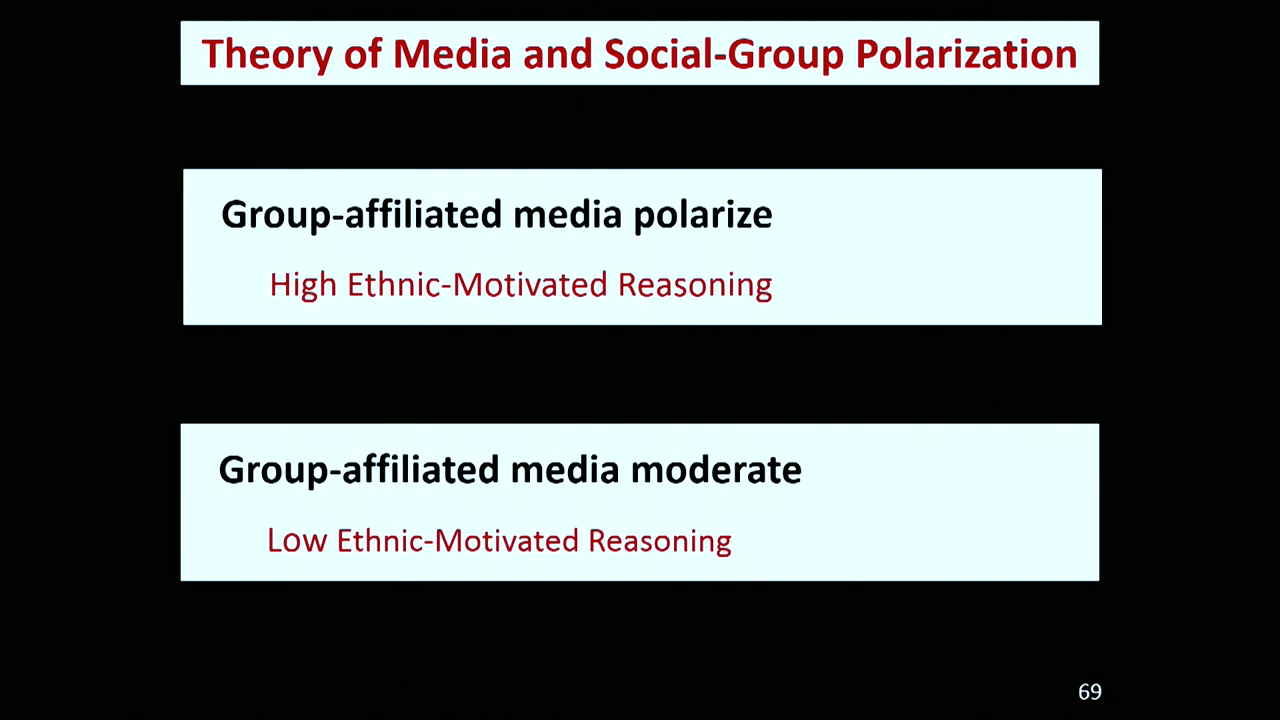 Theory of Media and Social-Group Polarization
Group-affiliated media polarize
High Ethnic-Motivated Reasoning
Group-affiliated media moderate
Low Ethnic-Motivated Reasoning
69